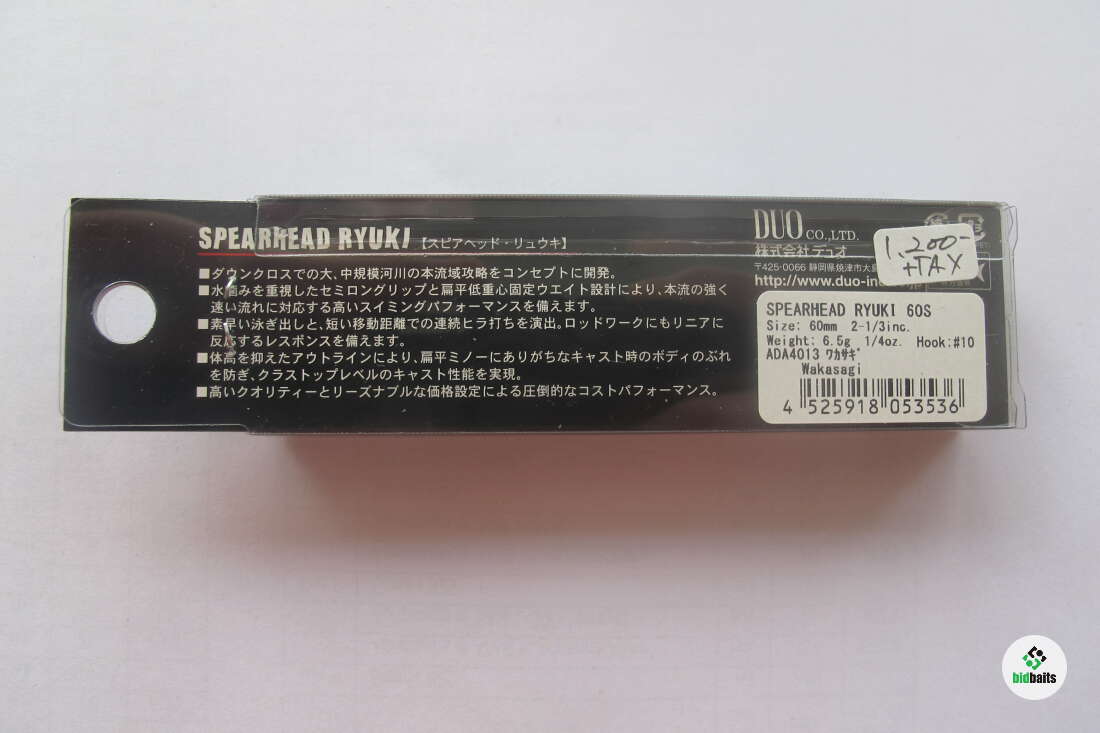 SPEARHEAD RYUKI 【スピアヘッド・リュウキ】
■ダウンクロスでの大、中規模河川の本流域攻略をコンセプトに開発。
■水掴みを重視したセミロングリップと扁平低重心固定ウエイト設計により、本流の強く
速い流れに対応する高いスイミングパフォーマンスを備えます。
■素早い泳ぎ出しと、短い移動距離での連続ヒラ打ちを演出。ロッドワークにもリニアに
反応するレスポンスを備えます。
■体高を抑えたアウトラインにより、扁平ミノーにありがちなキャスト時のボディのぶれ
を防ぎ、クラストップレベルのキャスト性能を実現。
■高いクオリティーとリーズナブルな価格設定による圧倒的なコストパフォーマンス。
DUO CO.,LTD.
株式会社デュオ
〒425-0066 静岡県焼津市大
http://www.duo-in
1,200-
+TAX
SPEARHEAD RYUKI 60S
Size: 60mm 2-1/3inc.
Weight: 6.5g 1/4oz. Hook:#10
ADA4013 ワカサギ
Wakasagi
4 525918 053536
bidbaits